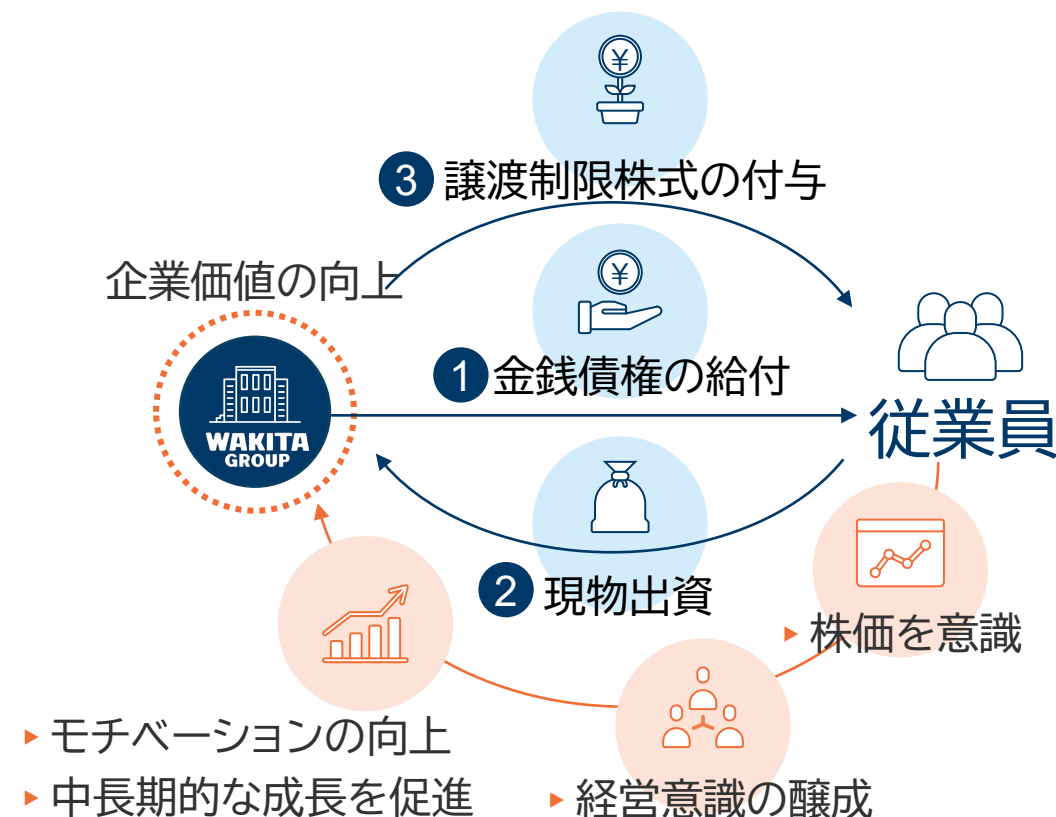 ¥
3 譲渡制限株式の付与
企業価値の向上
¥
1 金銭債権の給付
WAKITA
GROUP
従業員
2 現物出資
▸ 株価を意識
▸ モチベーションの向上
▸ 中長期的な成長を促進
▸ 経営意識の醸成